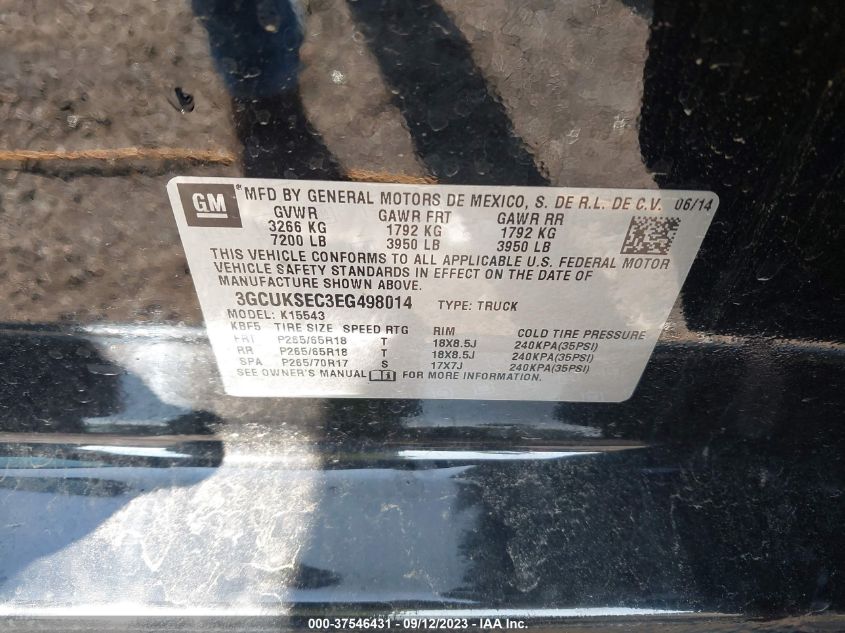 GM ® MFD BY GENERAL MOTORS DE MEXICO, S. DE R.L. DE C.V. 06/14
GVWR GAWR FRT GAWR RR
3266 KG 1792 KG 1792 KG
7200 LB 3950 LB 3950 LB
THIS VEHICLE CONFORMS TO ALL APPLICABLE U.S. FEDERAL MOTOR
VEHICLE SAFETY STANDARDS IN EFFECT ON THE DATE OF
MANUFACTURE SHOWN ABOVE.
3GCUKSEC3EG498014 TYPE: TRUCK
MODEL: K15543
KBF5 TIRE SIZE SPEED RTG RIM COLD TIRE PRESSURE
FRT P265/65R18 T 18X8.5J 240KPA(35PSI)
RR P265/65R18 T 18X8.5J 240KPA(35PSI)
SPA P265/70R17 S 17X7J 240KPA(35PSI)
SEE OWNER'S MANUAL FOR MORE INFORMATION.
000-37546431 - 09/12/2023 - IAA Inc.